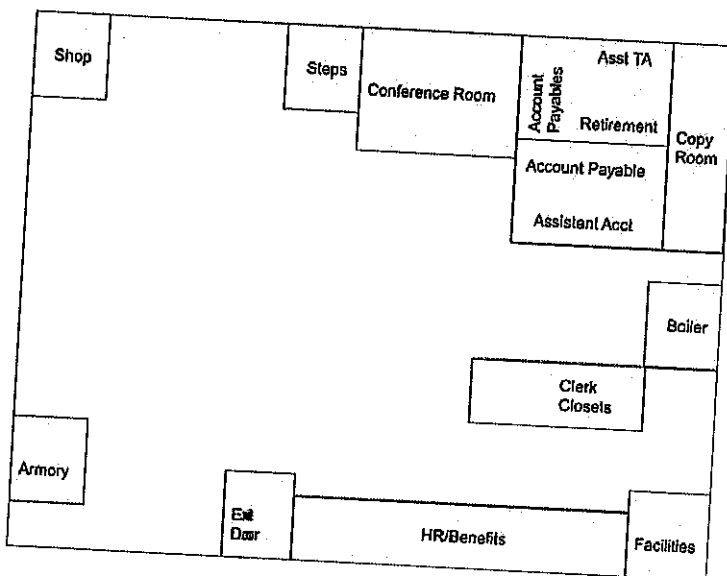 Shop
Steps
Conference Room
Account
Payables
Asst TA
Retirement
Copy
Room
Account Payable
Assistant Acct
Boiler
Clerk
Closets
Armory
Exit
Door
HR/Benefits
Facilities